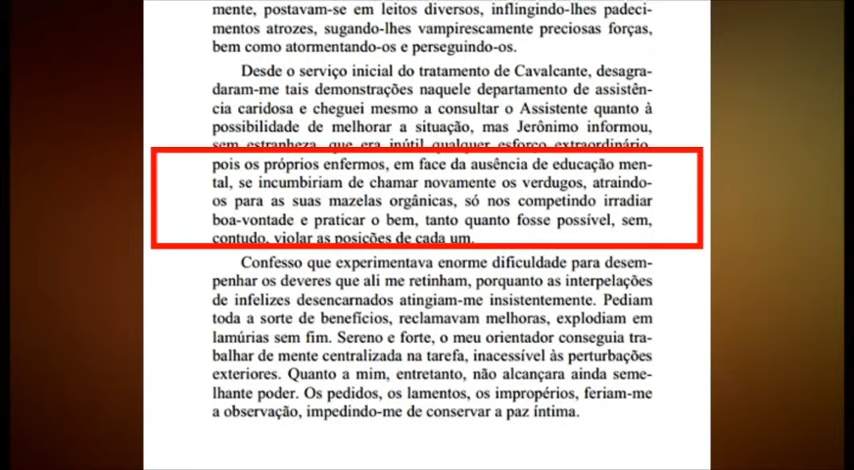 mente, postavam-se em leitos diversos, inflingindo-lhes padeci-
mentos atrozes, sugando-lhes vampirescamente preciosas forças,
bem como atormentando-os e perseguindo-os.
Desde o serviço inicial do tratamento de Cavalcante, desagra-
daram-me tais demonstrações naquele departamento de assistên-
cia caridosa e cheguei mesmo a consultar o Assistente quanto à
possibilidade de melhorar a situação, mas Jerônimo informou,
sem estranheza, que era inútil qualquer esforço extraordinário,
pois os próprios enfermos, em face da ausência de educação men-
tal, se incumbiriam de chamar novamente os verdugos, atraindo-
os para as suas mazelas orgânicas, só nos competindo irradiar
boa-vontade e praticar o bem, tanto quanto fosse possível, sem,
contudo, violar as posições de cada um.
Confesso que experimentava enorme dificuldade para desem-
penhar os deveres que ali me retinham, porquanto as interpelações
de infelizes desencarnados atingiam-me insistentemente. Pediam
toda a sorte de benefícios, reclamavam melhoras, explodiam em
lamúrias sem fim. Sereno e forte, o meu orientador conseguia tra-
balhar de mente centralizada na tarefa, inacessível às perturbações
exteriores. Quanto a mim, entretanto, não alcançara ainda seme-
lhante poder. Os pedidos, os lamentos, os impropérios, feriam-me
a observação, impedindo-me de conservar a paz íntima.